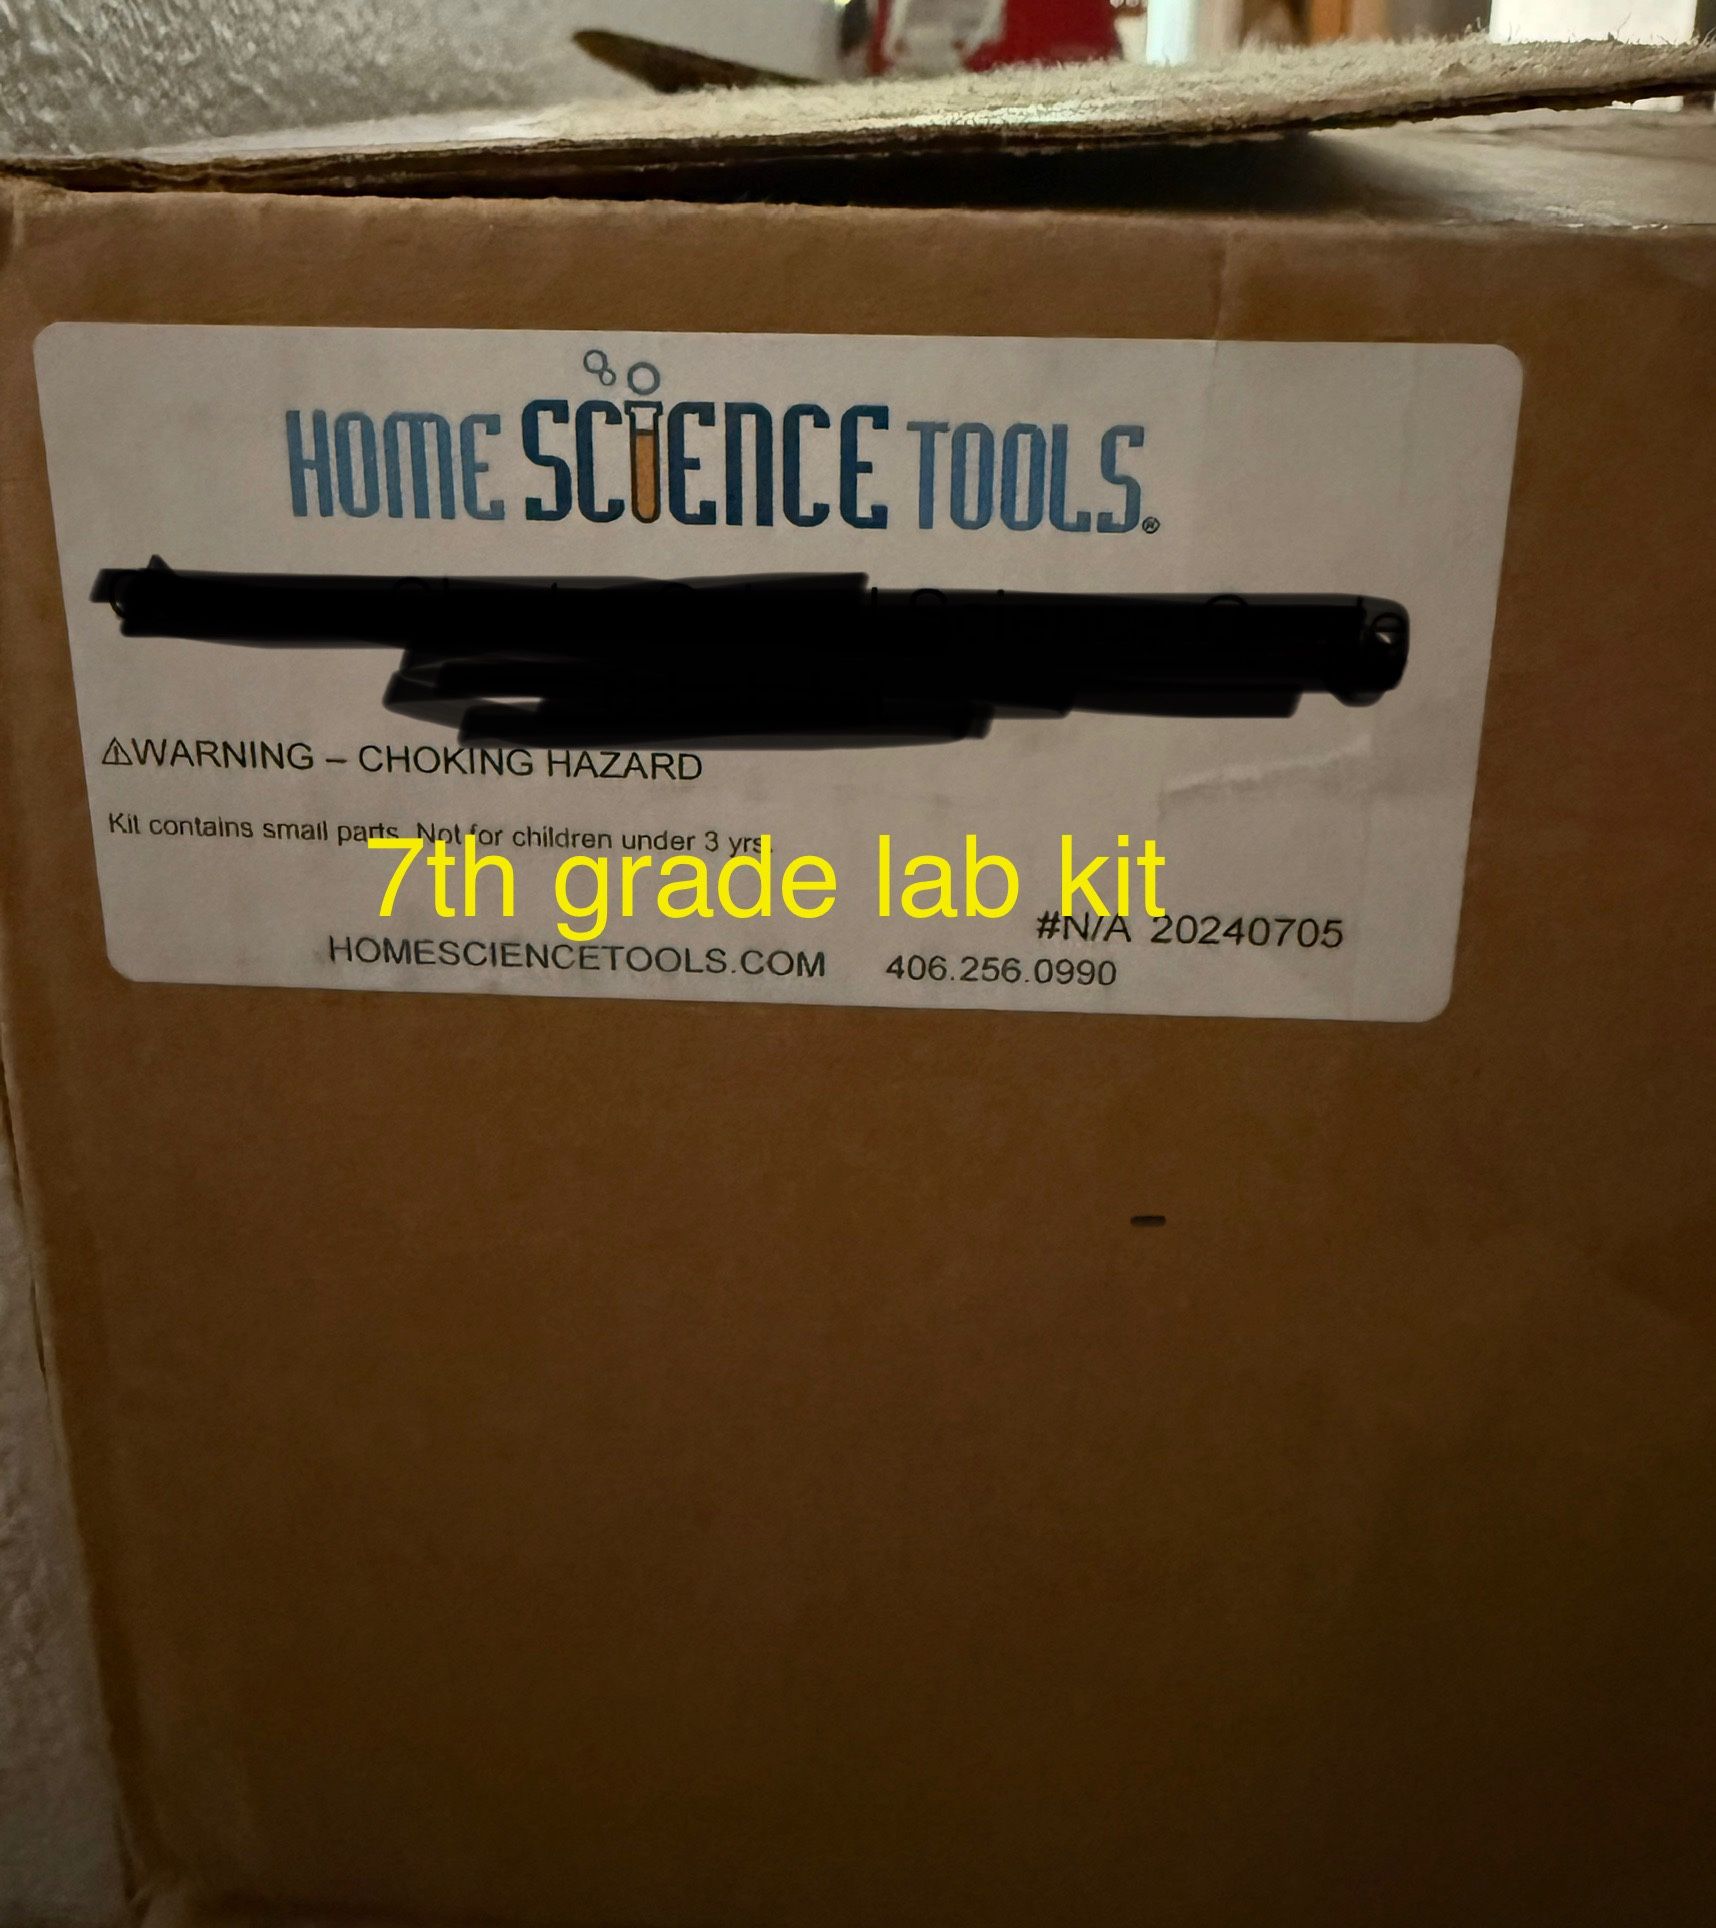 HOME SCIENCE TOOLS®
⚠WARNING – CHOKING HAZARD
Kit contains small parts. Not for children under 3 yrs.
7th grade lab kit
#N/A 20240705
HOMESCIENCETOOLS.COM 406.256.0990